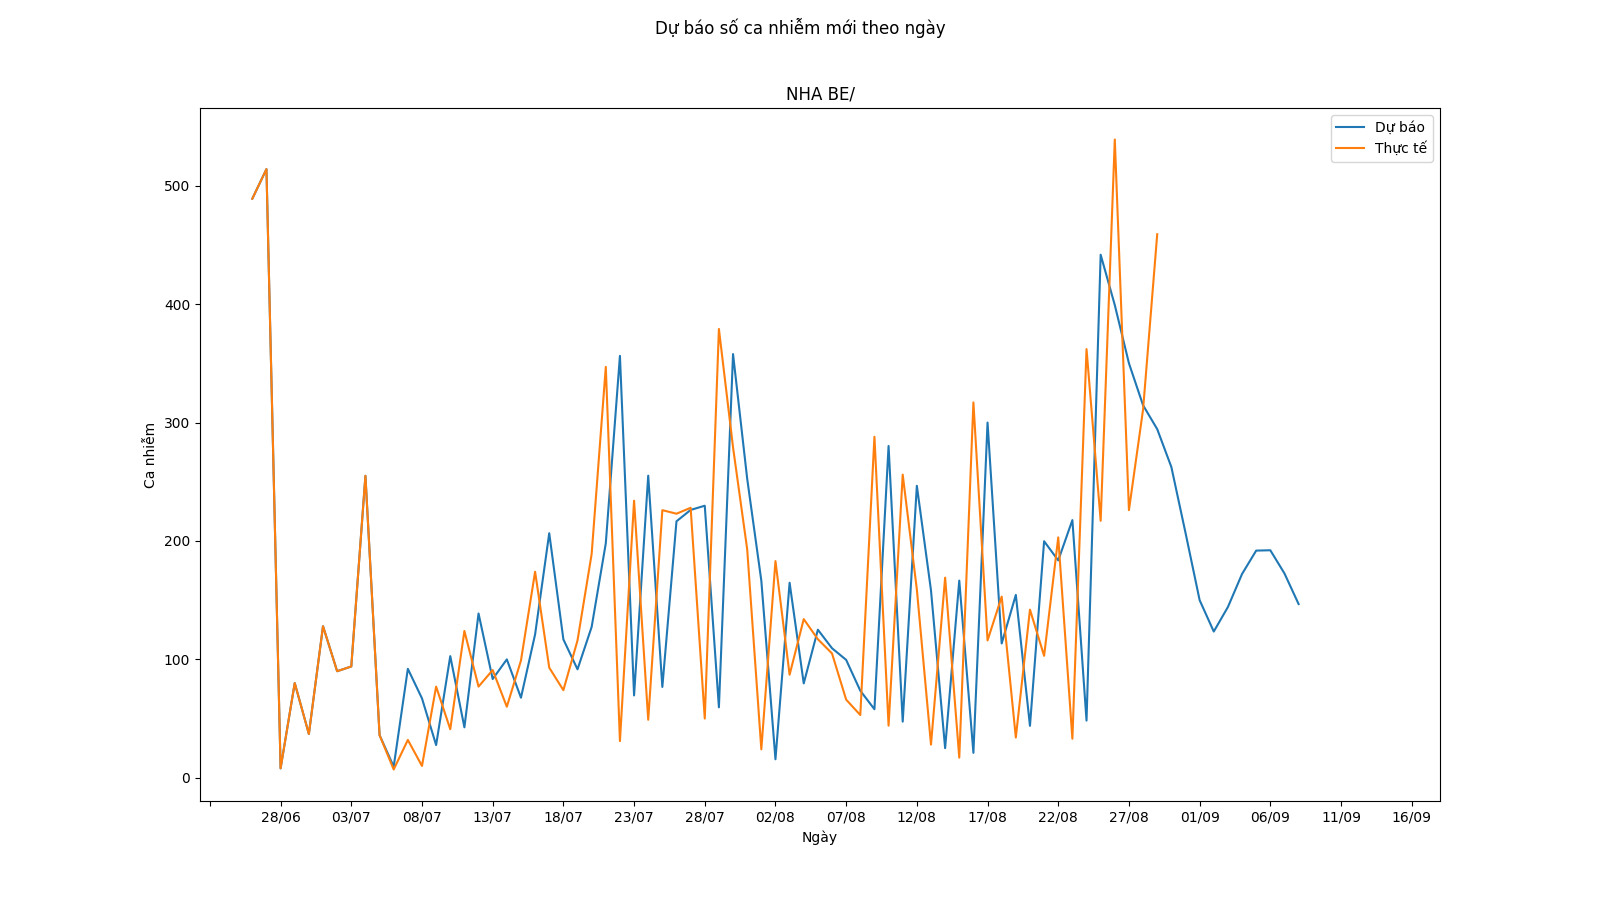 Dự báo số ca nhiễm mới theo ngày
NHA BE/
Dự báo
Thực tế
500
400
300
200
100
0
Ca nhiễm
28/06 03/07 08/07 13/07 18/07 23/07 28/07 02/08 07/08 12/08 17/08 22/08 27/08 01/09 06/09 11/09 16/09
Ngày